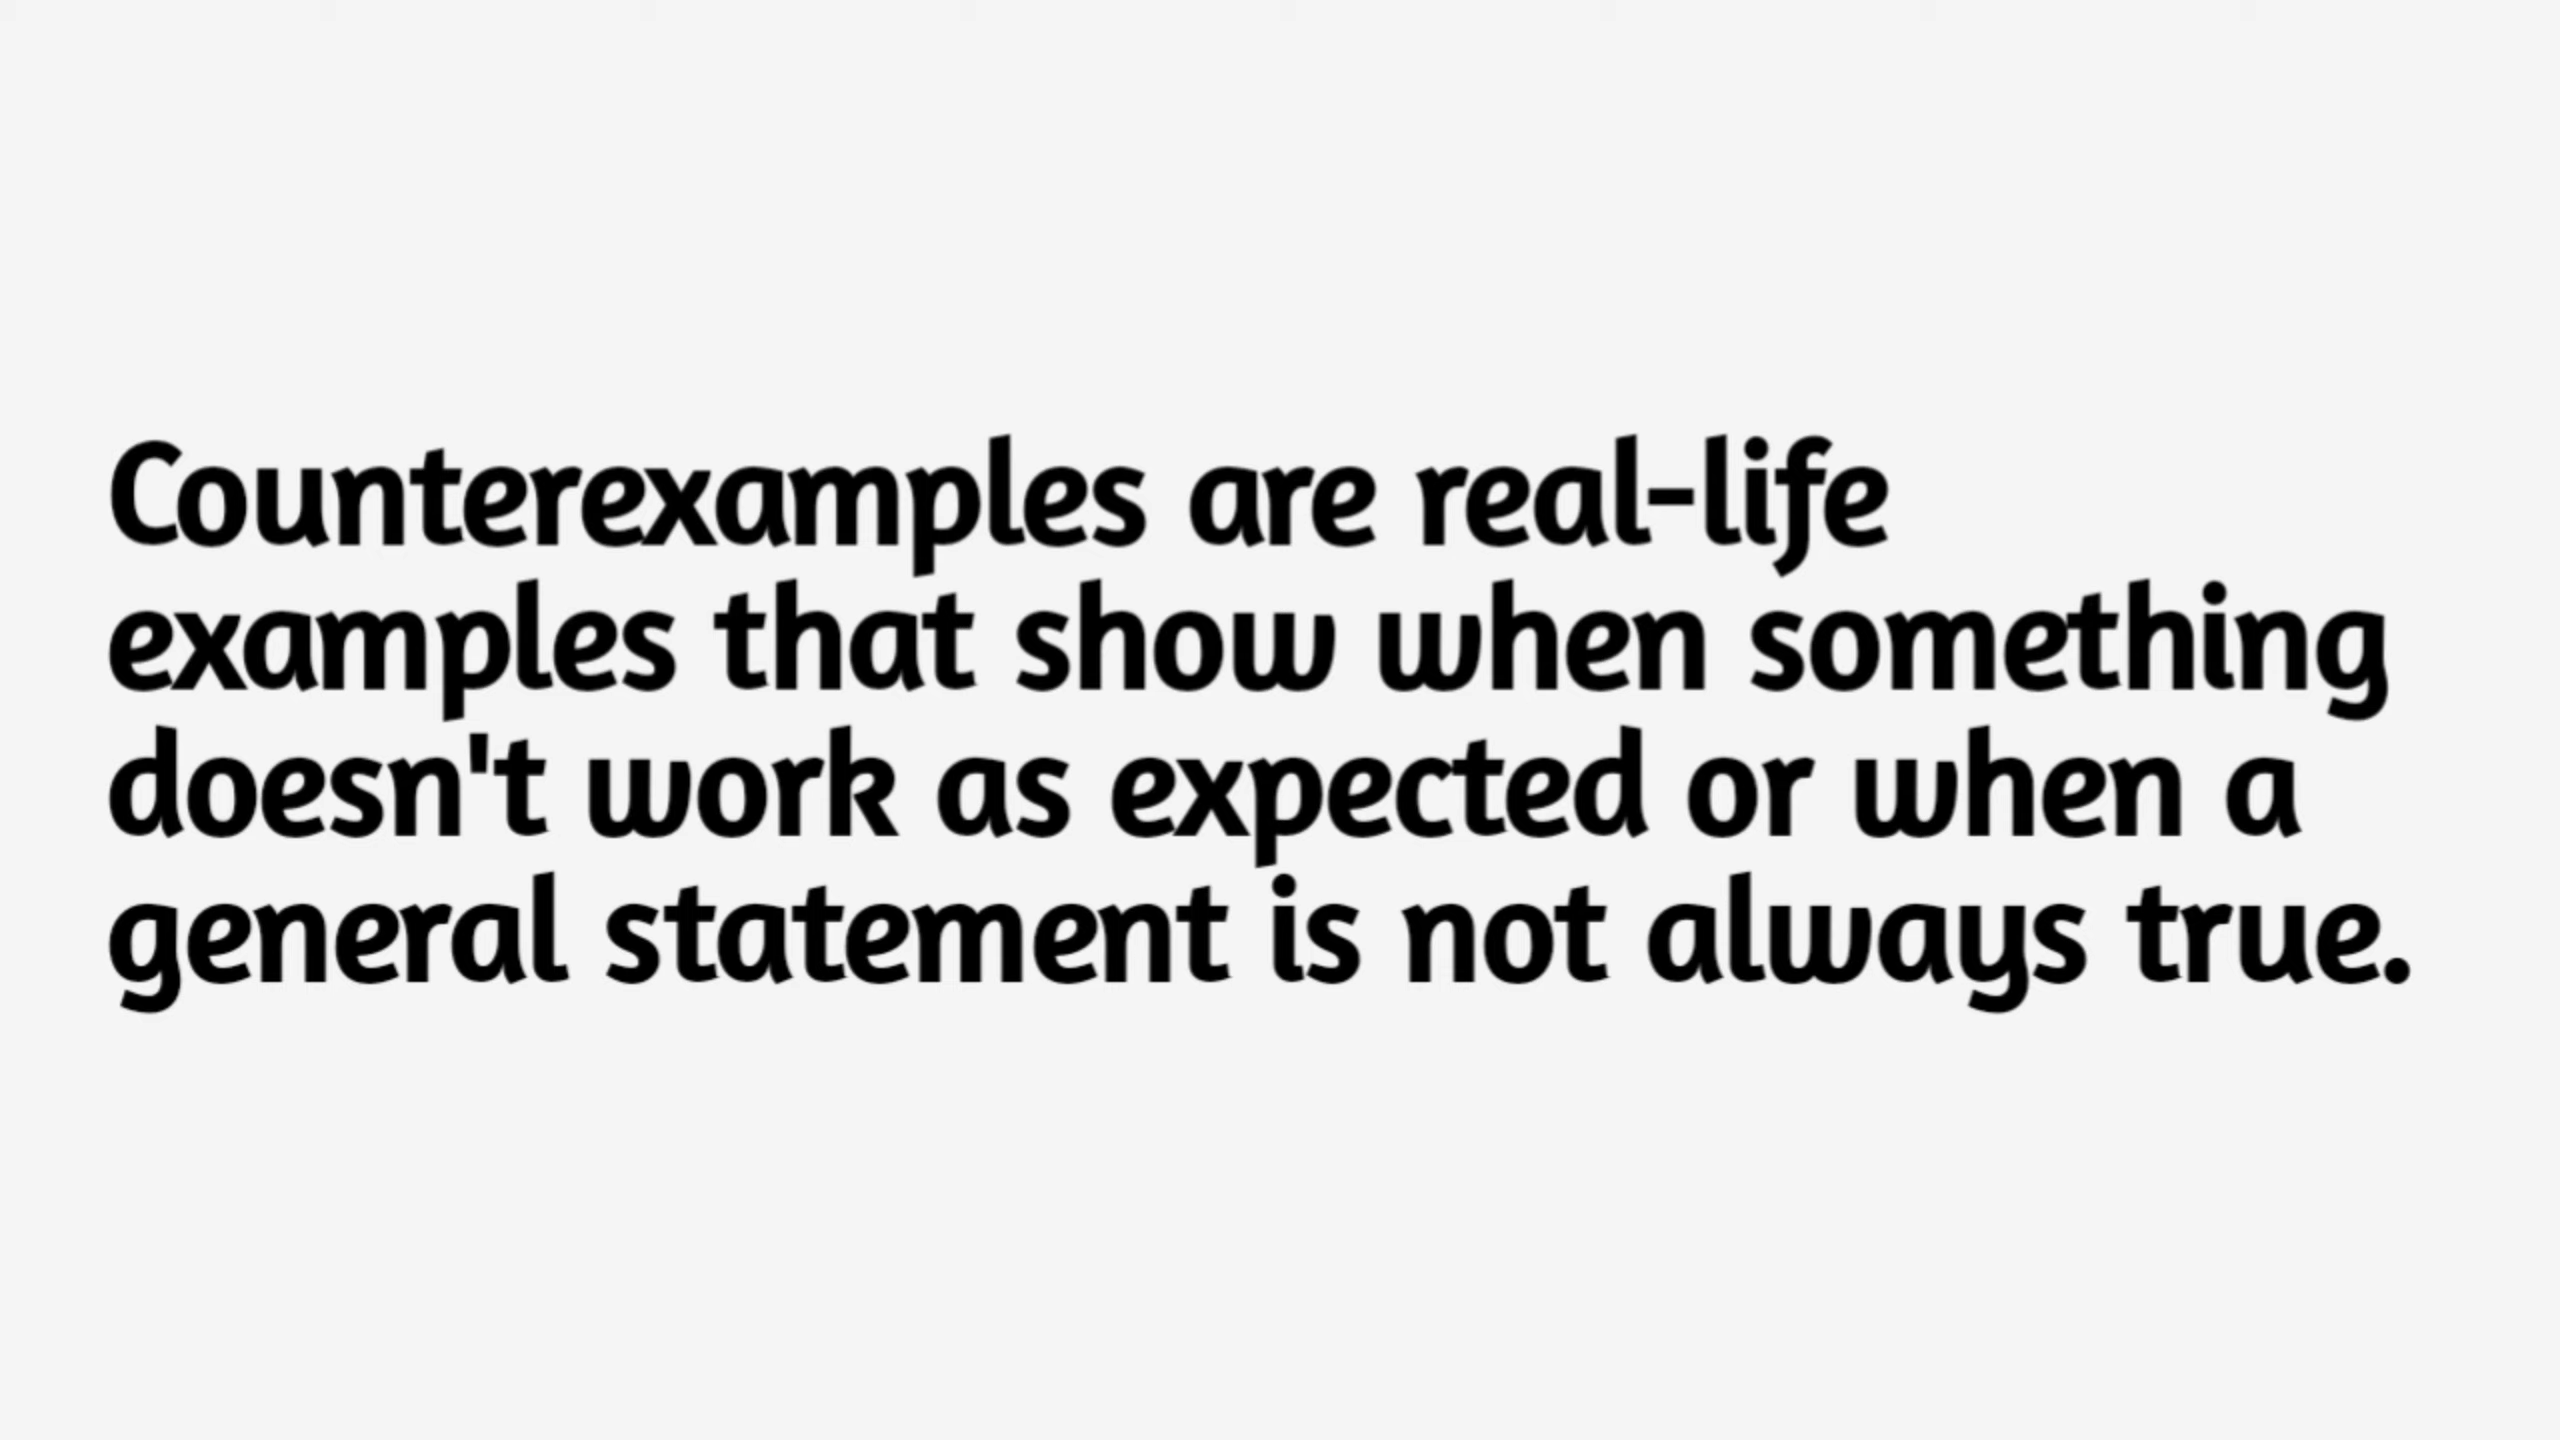 Counterexamples are real-life
examples that show when something
doesn't work as expected or when a
general statement is not always true.